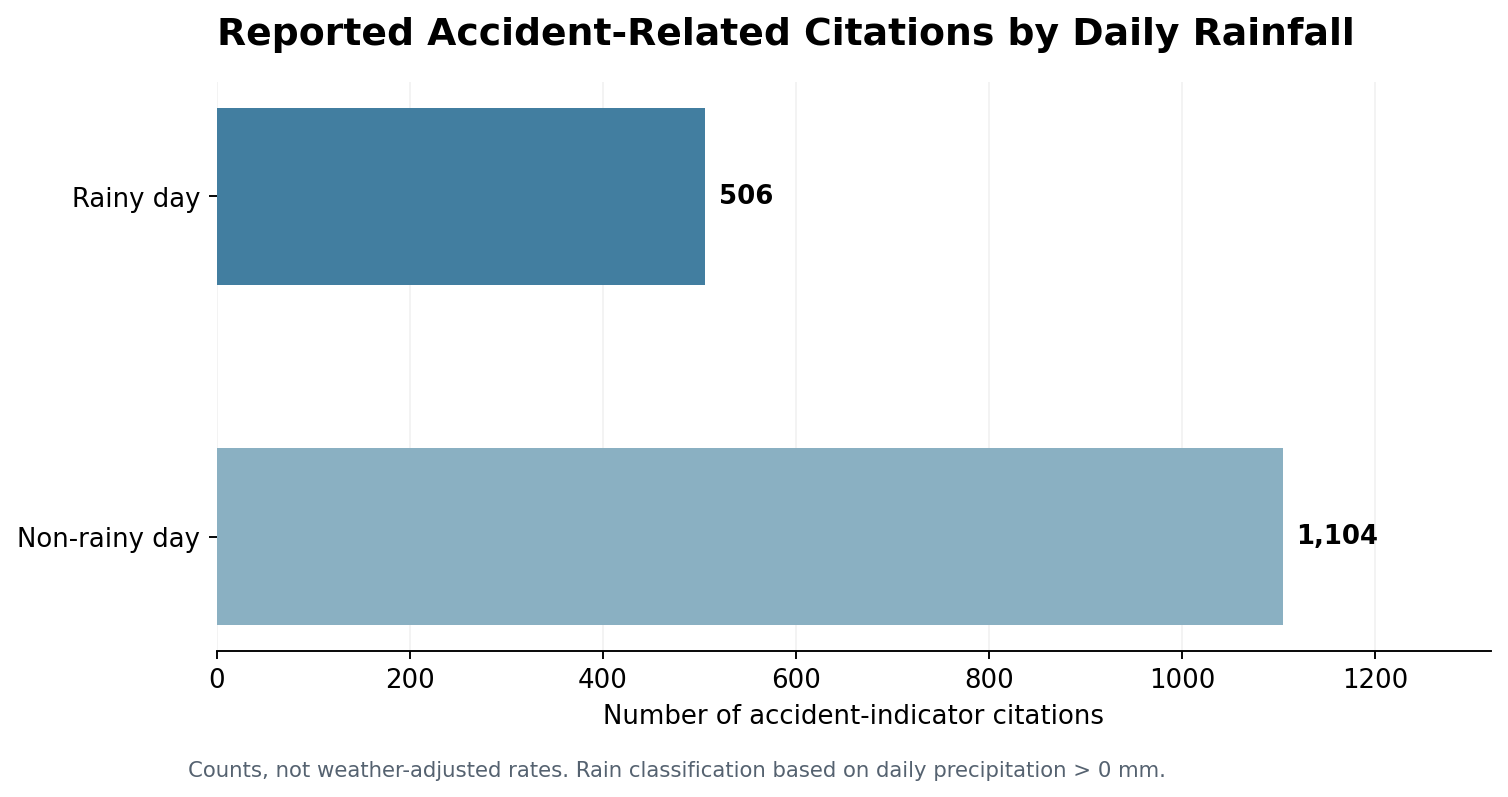 Reported Accident-Related Citations by Daily Rainfall
Rainy day
506
Non-rainy day
1,104
0 200 400 600 800 1000 1200
Number of accident-indicator citations
Counts, not weather-adjusted rates. Rain classification based on daily precipitation > 0 mm.